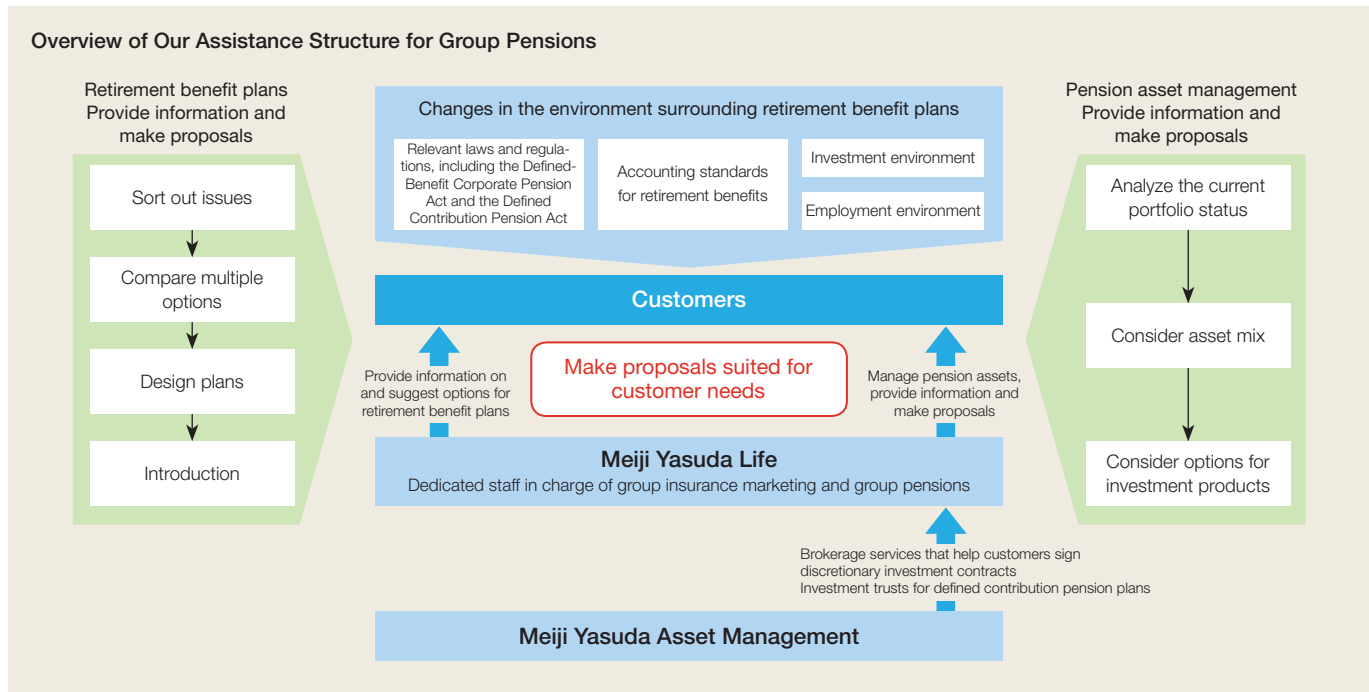 Overview of Our Assistance Structure for Group Pensions
Retirement benefit plans
Provide information and
make proposals
Sort out issues
Compare multiple
options
Design plans
Introduction
Changes in the environment surrounding retirement benefit plans
Relevant laws and regula-
tions, including the Defined-
Benefit Corporate Pension
Act and the Defined
Contribution Pension Act
Accounting standards
for retirement benefits
Investment environment
Employment environment
Customers
Provide information on
and suggest options for
retirement benefit plans
Make proposals suited for
customer needs
Manage pension assets,
provide information and
make proposals
Meiji Yasuda Life
Dedicated staff in charge of group insurance marketing and group pensions
Brokerage services that help customers sign
discretionary investment contracts
Investment trusts for defined contribution pension plans
Meiji Yasuda Asset Management
Pension asset management
Provide information and
make proposals
Analyze the current
portfolio status
Consider asset mix
Consider options for
investment products